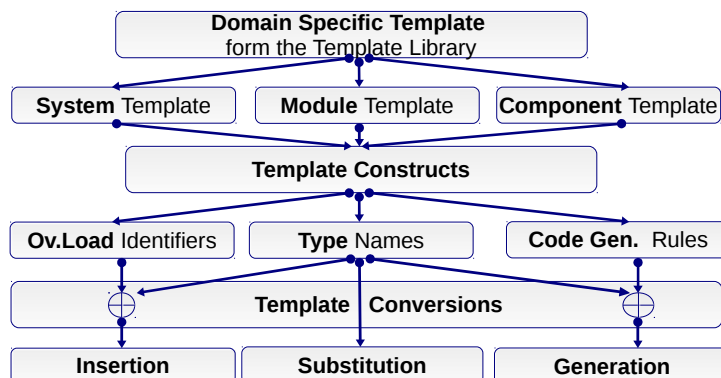 Domain Specific Template
form the Template Library
System Template
Module Template
Component Template
Template Constructs
Ov.Load Identifiers
Type Names
Code Gen. Rules
Template Conversions
Insertion
Substitution
Generation